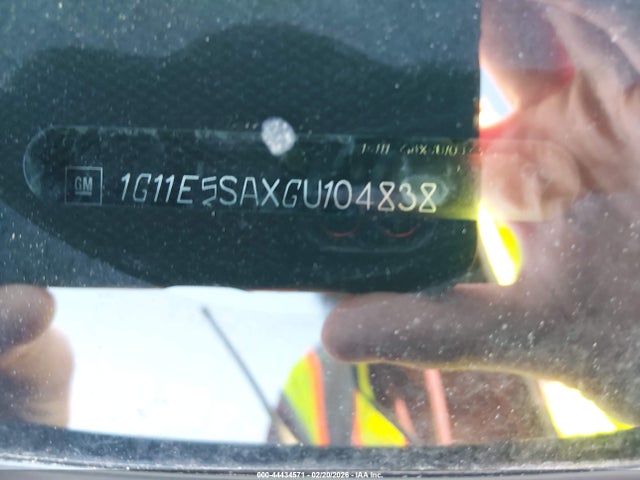 GM 1G11E5SAXGU104838
000-44434571 - 02/20/2026 - IAA Inc.